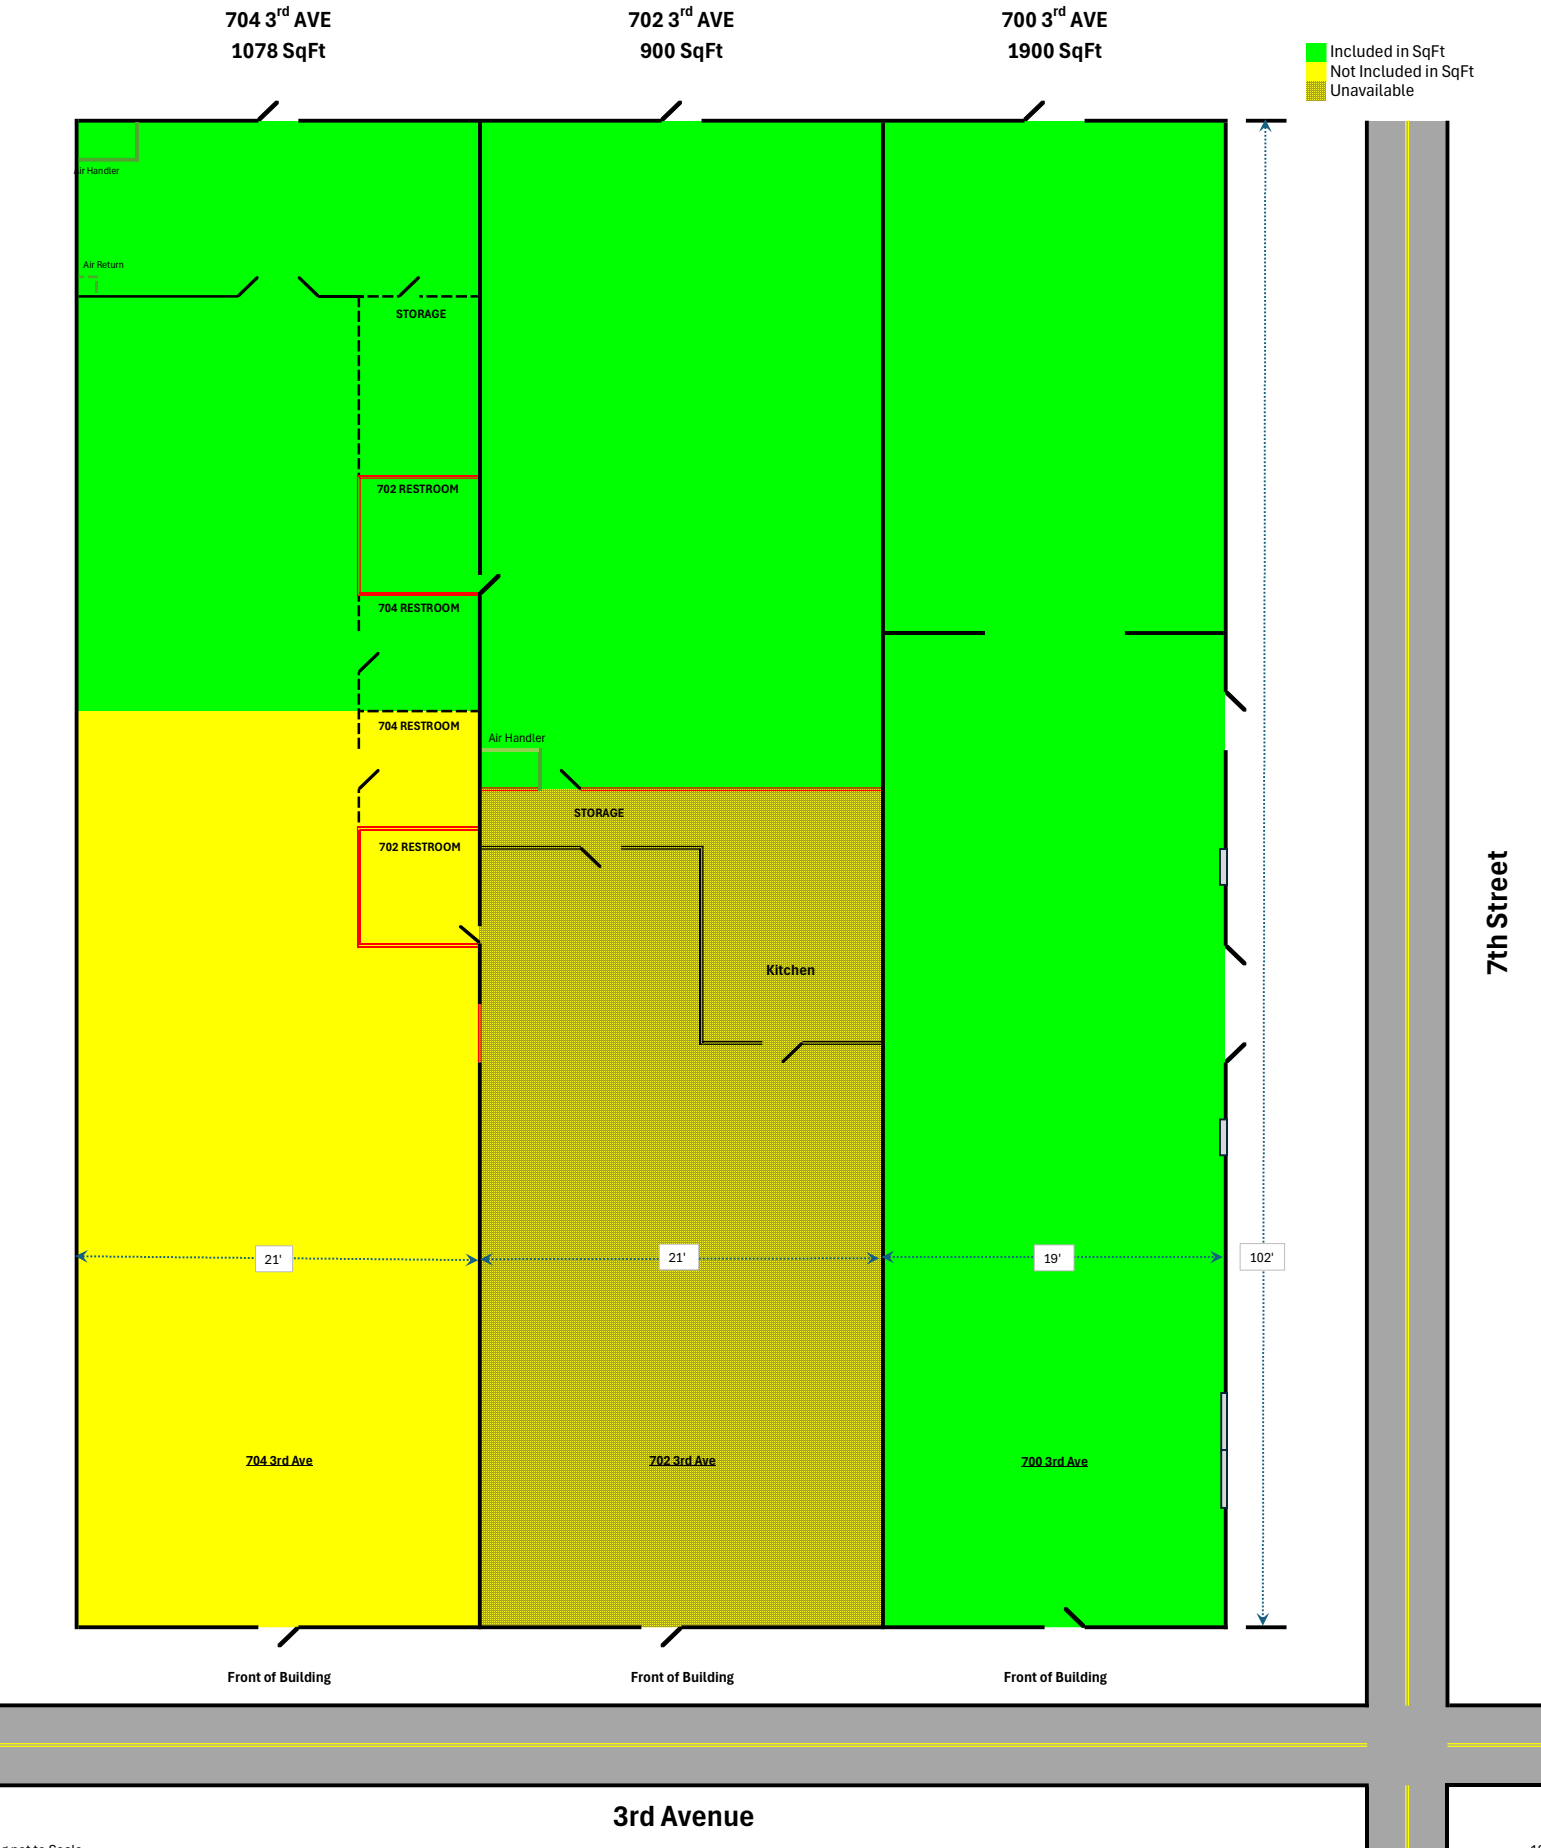 704 3rd AVE
1078 SqFt
702 3rd AVE
900 SqFt
700 3rd AVE
1900 SqFt
Included in SqFt
Not Included in SqFt
Unavailable
Air Handler
Air Return
STORAGE
702 RESTROOM
704 RESTROOM
704 RESTROOM
Air Handler
STORAGE
702 RESTROOM
Kitchen
7th Street
21'
21'
19'
102'
704 3rd Ave
702 3rd Ave
700 3rd Ave
Front of Building
Front of Building
Front of Building
3rd Avenue
not to Scale